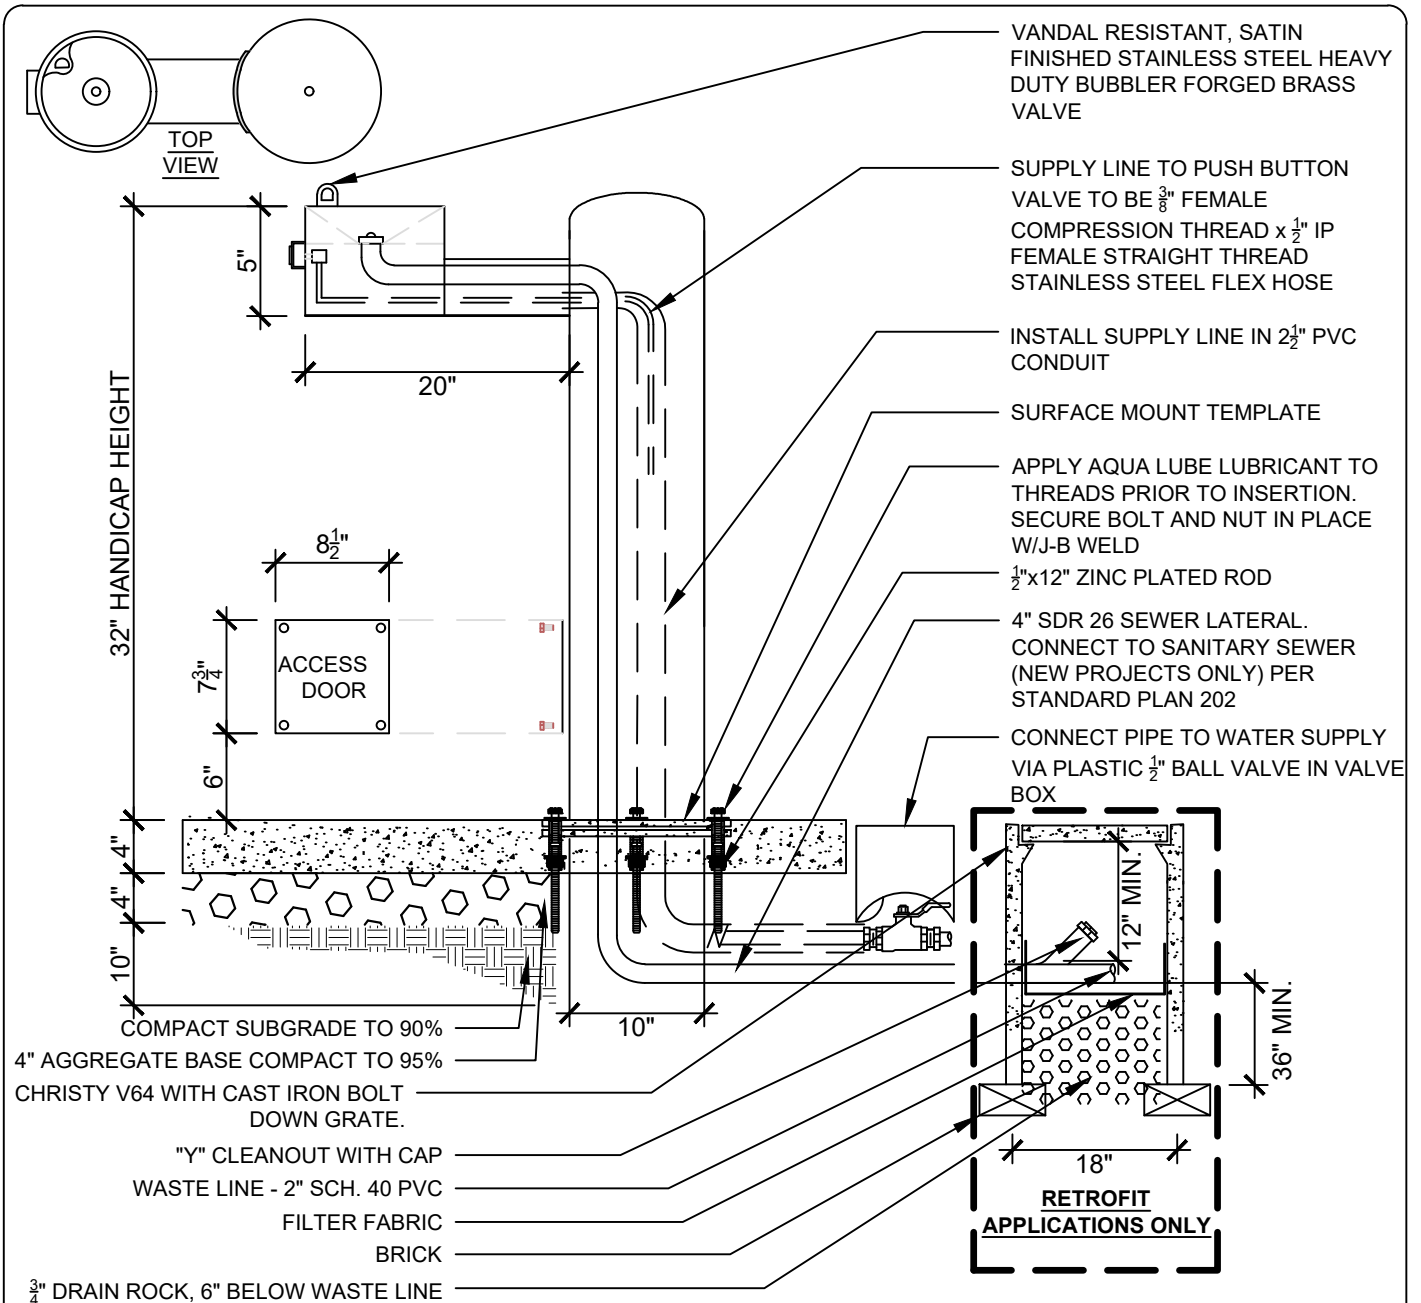 VANDAL RESISTANT, SATIN
FINISHED STAINLESS STEEL HEAVY
DUTY BUBBLER FORGED BRASS
VALVE
TOP
VIEW
SUPPLY LINE TO PUSH BUTTON
VALVE TO BE 3/8" FEMALE
COMPRESSION THREAD x 1/2" IP
FEMALE STRAIGHT THREAD
STAINLESS STEEL FLEX HOSE
5"
INSTALL SUPPLY LINE IN 2 1/2" PVC
CONDUIT
20"
SURFACE MOUNT TEMPLATE
32" HANDICAP HEIGHT
APPLY AQUA LUBE LUBRICANT TO
THREADS PRIOR TO INSERTION.
SECURE BOLT AND NUT IN PLACE
W/J-B WELD
8 1/2"
1/2"x12" ZINC PLATED ROD
4" SDR 26 SEWER LATERAL.
CONNECT TO SANITARY SEWER
(NEW PROJECTS ONLY) PER
STANDARD PLAN 202
ACCESS
DOOR
7 3/4"
6"
CONNECT PIPE TO WATER SUPPLY
VIA PLASTIC 1/2" BALL VALVE IN VALVE
BOX
4"
4"
10"
12" MIN.
36" MIN.
10"
COMPACT SUBGRADE TO 90%
4" AGGREGATE BASE COMPACT TO 95%
CHRISTY V64 WITH CAST IRON BOLT
DOWN GRATE.
"Y" CLEANOUT WITH CAP
WASTE LINE - 2" SCH. 40 PVC
FILTER FABRIC
BRICK
3/4" DRAIN ROCK, 6" BELOW WASTE LINE
18"
RETROFIT
APPLICATIONS ONLY